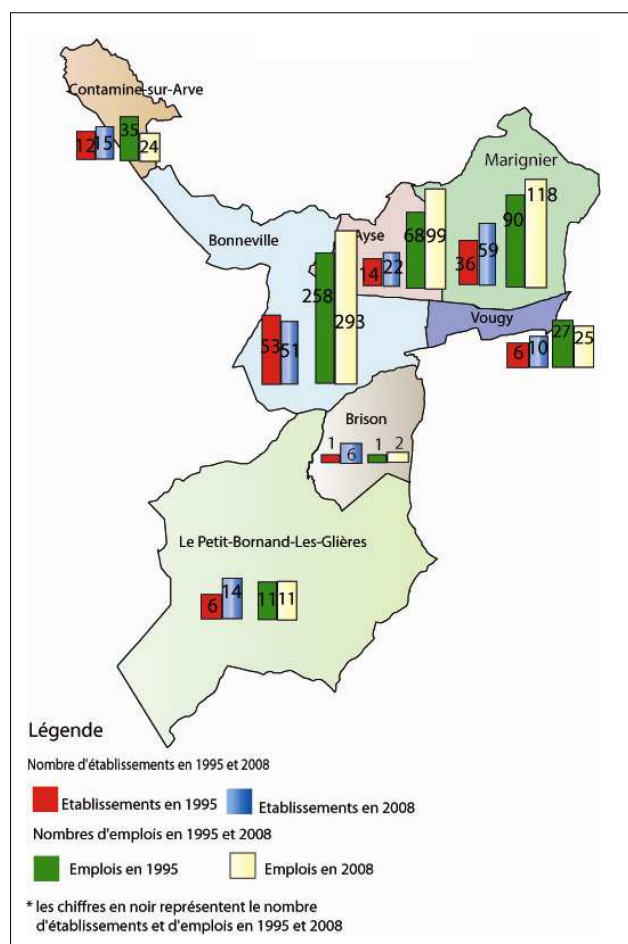 Contamine-sur-Arve
12 15 35 24
Marignier
36 59 90 118
Bonneville
53 51 258 293
Ayse
14 22 68 99
Vougy
6 10 27 25
Brison
1 6 1 2
Le Petit-Bornand-Les-Glières
6 14 11 11
Légende
Nombre d'établissements en 1995 et 2008
Etablissements en 1995 Etablissements en 2008
Nombres d'emplois en 1995 et 2008
Emplois en 1995 Emplois en 2008
* les chiffres en noir représentent le nombre
d'établissements et d'emplois en 1995 et 2008